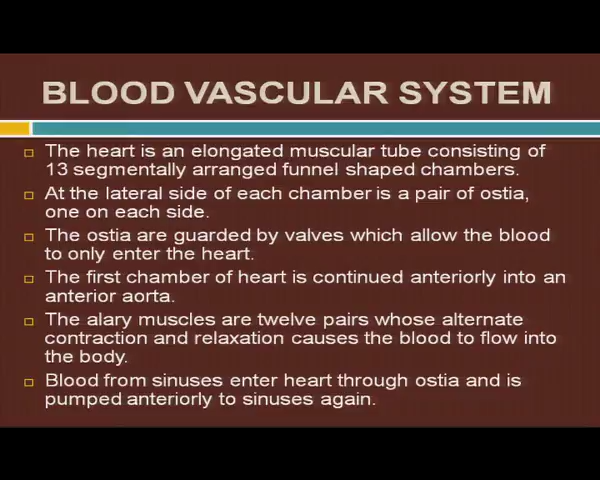 BLOOD VASCULAR SYSTEM
The heart is an elongated muscular tube consisting of
13 segmentally arranged funnel shaped chambers.
At the lateral side of each chamber is a pair of ostia,
one on each side.
The ostia are guarded by valves which allow the blood
to only enter the heart.
The first chamber of heart is continued anteriorly into an
anterior aorta.
The alary muscles are twelve pairs whose alternate
contraction and relaxation causes the blood to flow into
the body.
Blood from sinuses enter heart through ostia and is
pumped anteriorly to sinuses again.